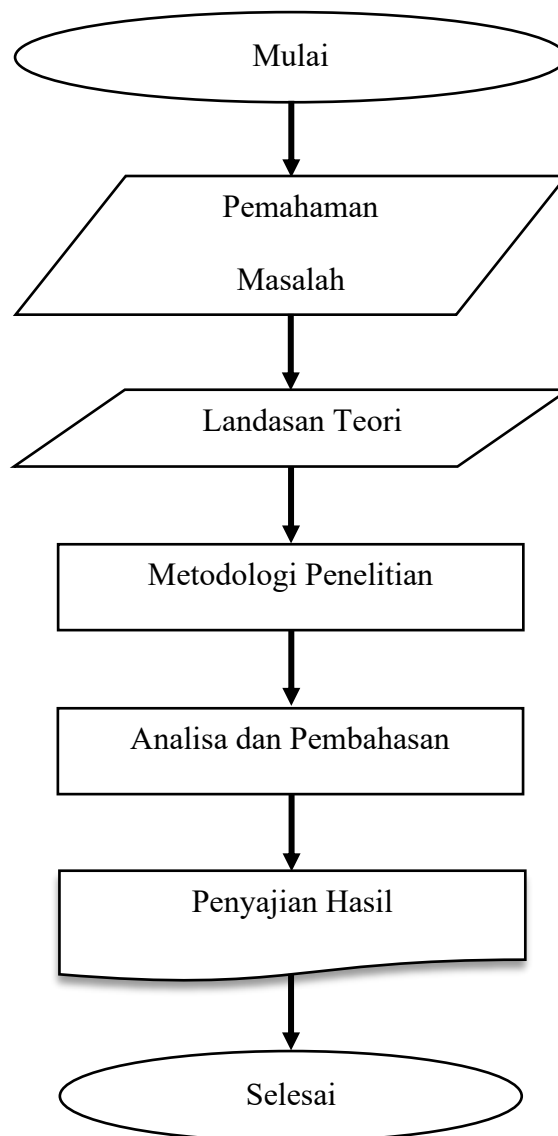 Mulai
Pemahaman
Masalah
Landasan Teori
Metodologi Penelitian
Analisa dan Pembahasan
Penyajian Hasil
Selesai